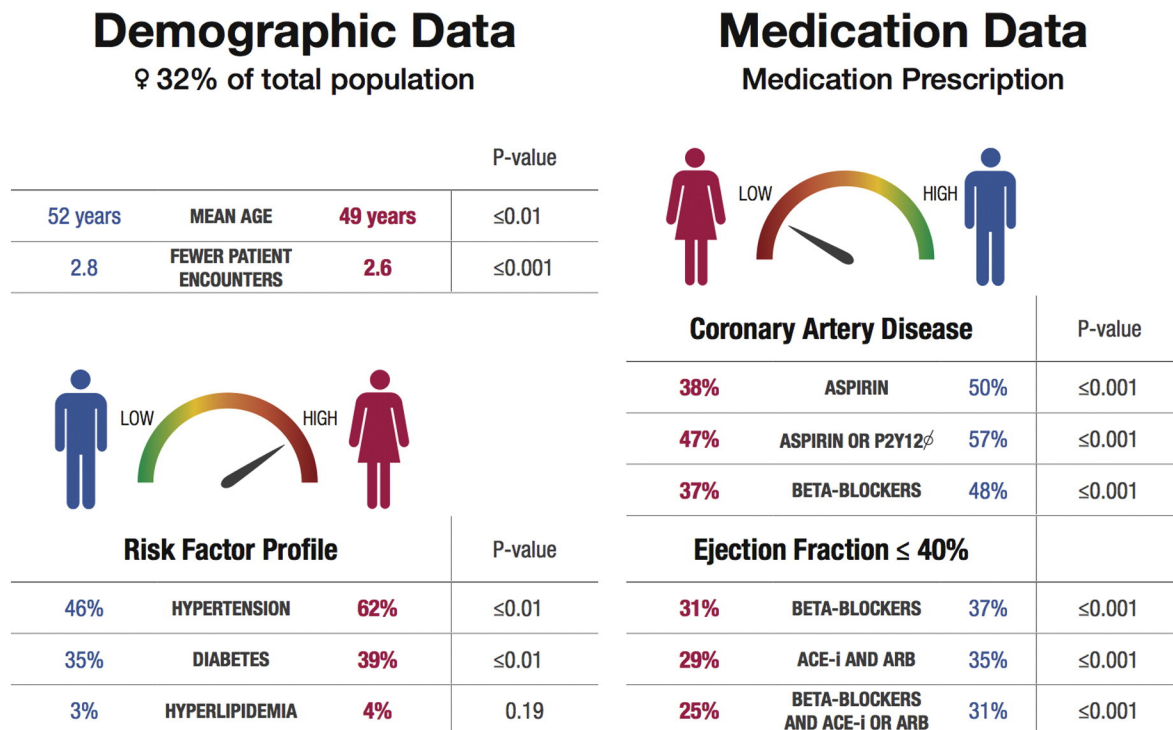 Demographic Data
♀ 32% of total population
P-value
52 years MEAN AGE 49 years ≤0.01
2.8 FEWER PATIENT ENCOUNTERS 2.6 ≤0.001
LOW HIGH
Risk Factor Profile P-value
46% HYPERTENSION 62% ≤0.01
35% DIABETES 39% ≤0.01
3% HYPERLIPIDEMIA 4% 0.19
Medication Data
Medication Prescription
LOW HIGH
Coronary Artery Disease P-value
38% ASPIRIN 50% ≤0.001
47% ASPIRIN OR P2Y12∅ 57% ≤0.001
37% BETA-BLOCKERS 48% ≤0.001
Ejection Fraction ≤ 40%
31% BETA-BLOCKERS 37% ≤0.001
29% ACE-i AND ARB 35% ≤0.001
25% BETA-BLOCKERS AND ACE-i OR ARB 31% ≤0.001